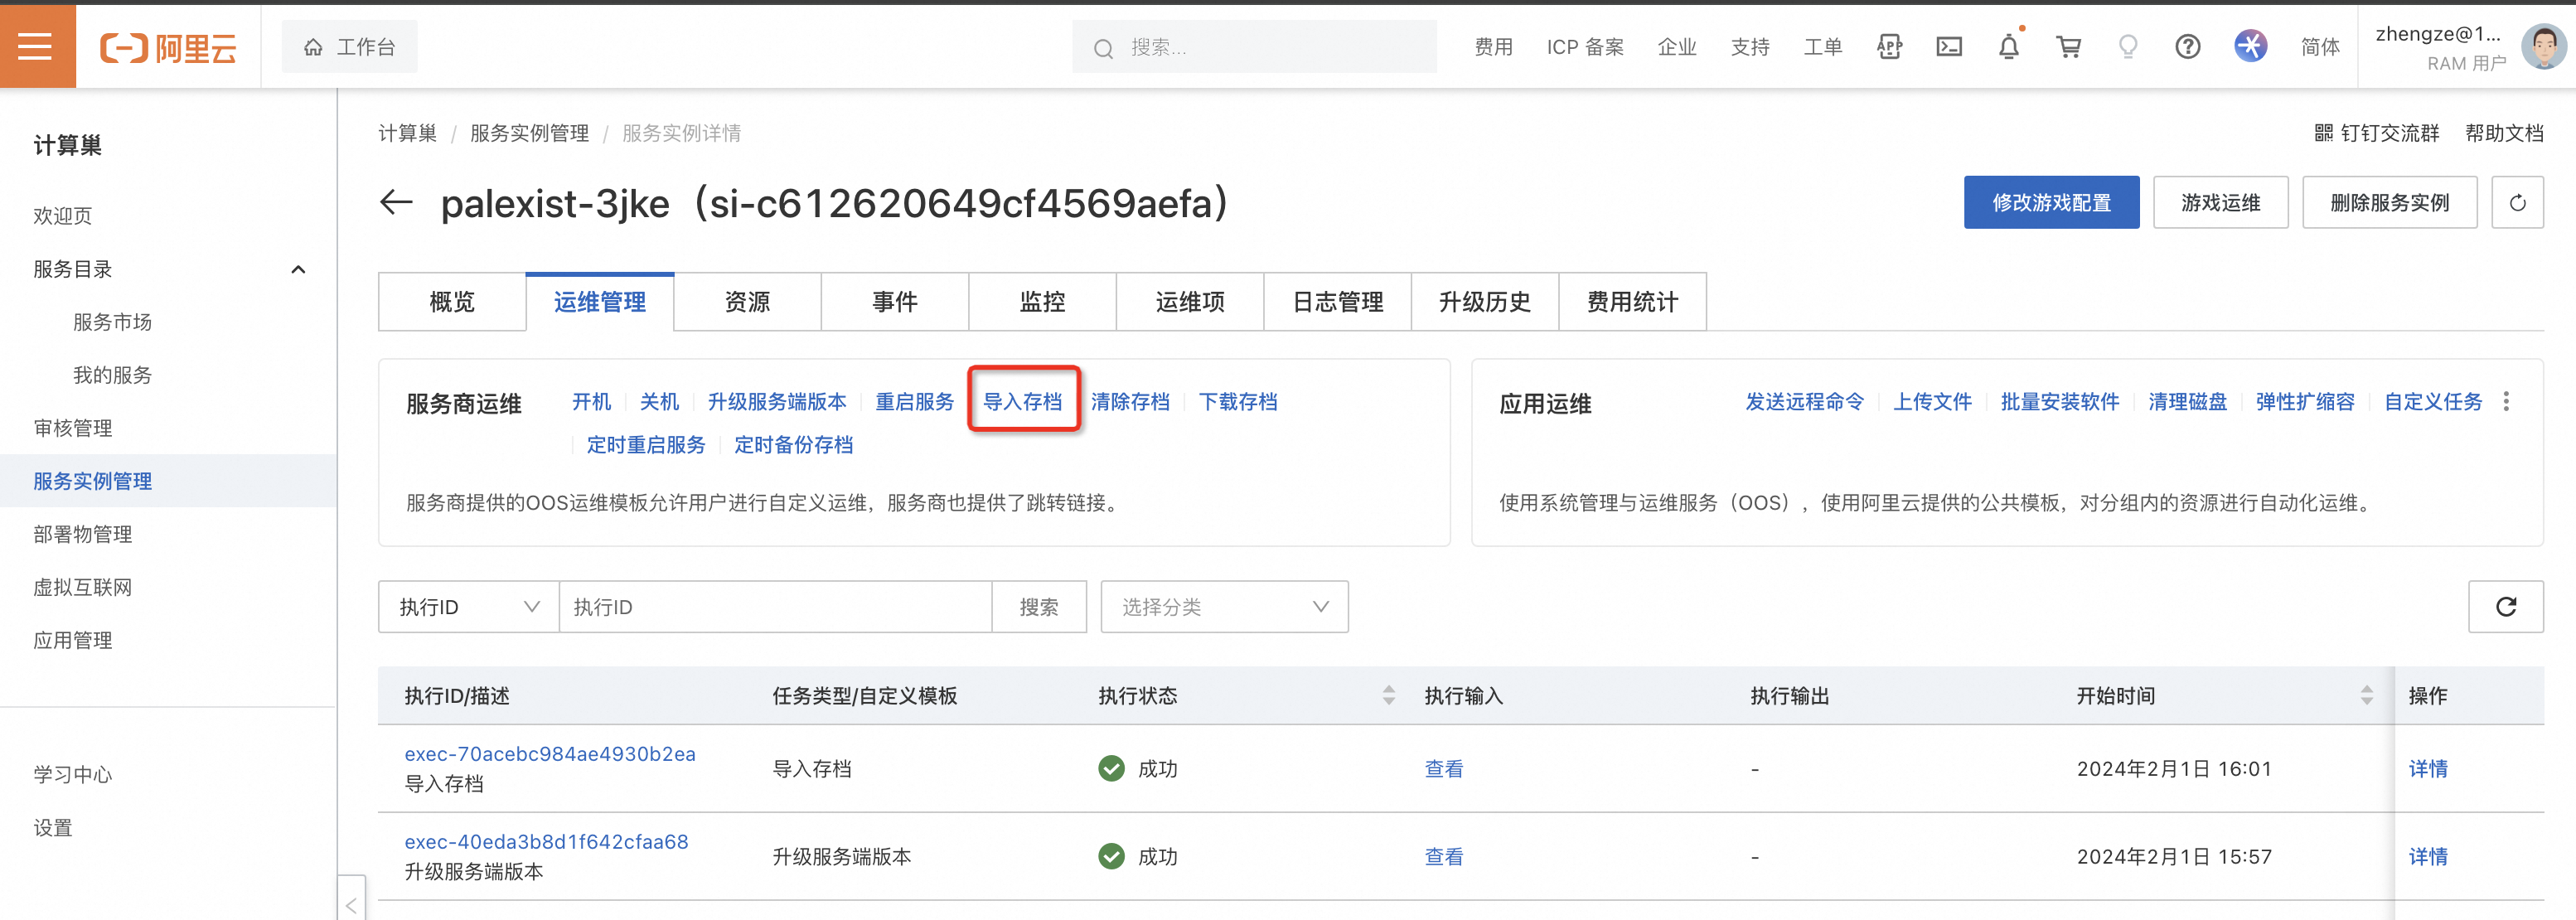 阿里云
工作台
搜索...
费用
ICP 备案
企业
支持
工单
APP
简体
zhengze@1...
RAM 用户
计算巢
欢迎页
服务目录
服务市场
我的服务
审核管理
服务实例管理
部署物管理
虚拟互联网
应用管理
学习中心
设置
计算巢 / 服务实例管理 / 服务实例详情
钉钉交流群
帮助文档
palexist-3jke（si-c612620649cf4569aefa）
修改游戏配置
游戏运维
删除服务实例
概览
运维管理
资源
事件
监控
运维项
日志管理
升级历史
费用统计
服务商运维
开机
关机
升级服务端版本
重启服务
导入存档
清除存档
下载存档
定时重启服务
定时备份存档
服务商提供的OOS运维模板允许用户进行自定义运维，服务商也提供了跳转链接。
应用运维
发送远程命令
上传文件
批量安装软件
清理磁盘
弹性扩缩容
自定义任务
使用系统管理与运维服务（OOS），使用阿里云提供的公共模板，对分组内的资源进行自动化运维。
执行ID
执行ID
搜索
选择分类
执行ID/描述
任务类型/自定义模板
执行状态
执行输入
执行输出
开始时间
操作
exec-70acebc984ae4930b2ea
导入存档
导入存档
成功
查看
-
2024年2月1日 16:01
详情
exec-40eda3b8d1f642cfaa68
升级服务端版本
升级服务端版本
成功
查看
-
2024年2月1日 15:57
详情